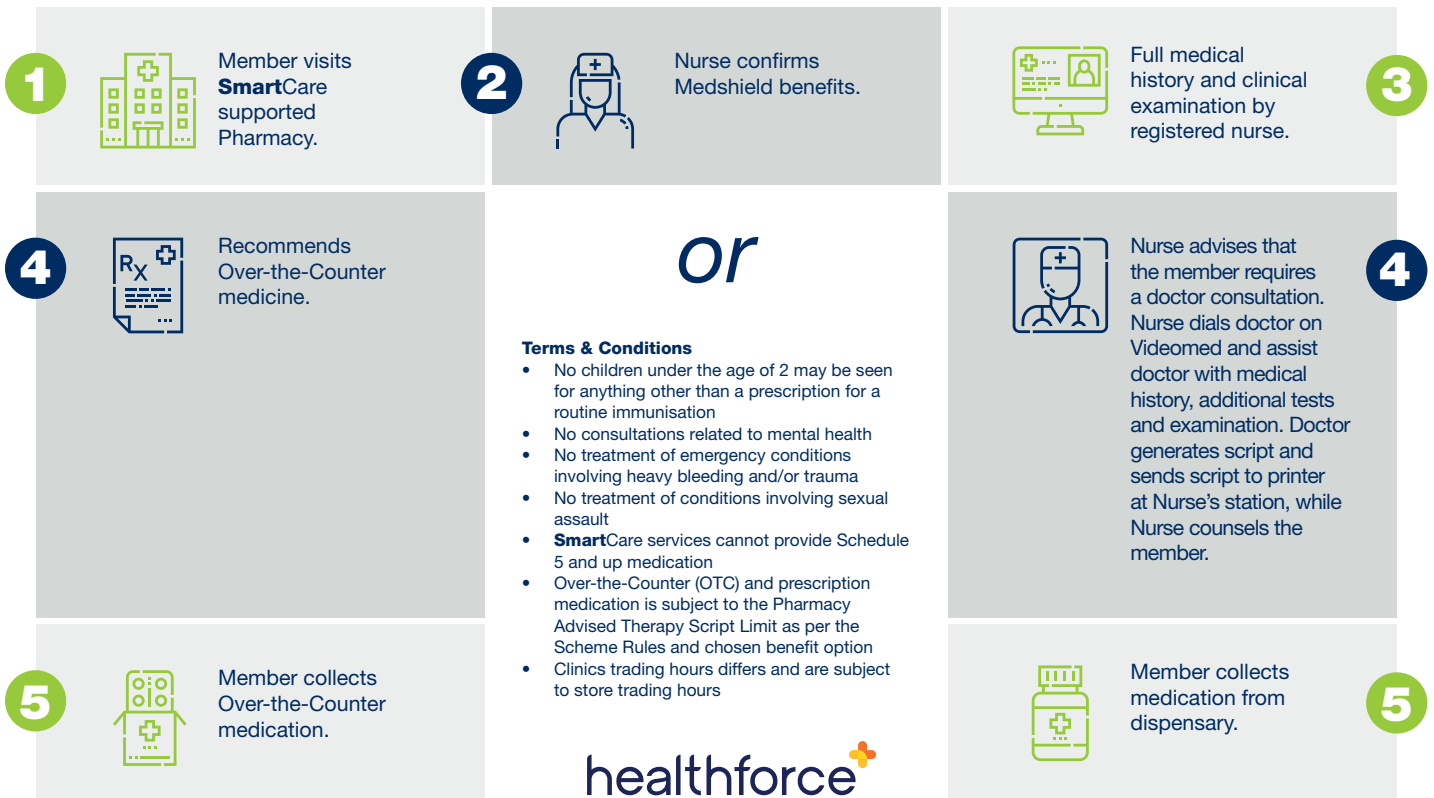 1
Member visits
SmartCare
supported
Pharmacy.
2
Nurse confirms
Medshield benefits.
3
Full medical
history and clinical
examination by
registered nurse.
4
RX
Recommends
Over-the-Counter
medicine.
or
4
Nurse advises that
the member requires
a doctor consultation.
Nurse dials doctor on
Videomed and assist
doctor with medical
history, additional tests
and examination. Doctor
generates script and
sends script to printer
at Nurse’s station, while
Nurse counsels the
member.
Terms & Conditions
• No children under the age of 2 may be seen
for anything other than a prescription for a
routine immunisation
• No consultations related to mental health
• No treatment of emergency conditions
involving heavy bleeding and/or trauma
• No treatment of conditions involving sexual
assault
• SmartCare services cannot provide Schedule
5 and up medication
• Over-the-Counter (OTC) and prescription
medication is subject to the Pharmacy
Advised Therapy Script Limit as per the
Scheme Rules and chosen benefit option
• Clinics trading hours differs and are subject
to store trading hours
5
Member collects
Over-the-Counter
medication.
5
Member collects
medication from
dispensary.
healthforce